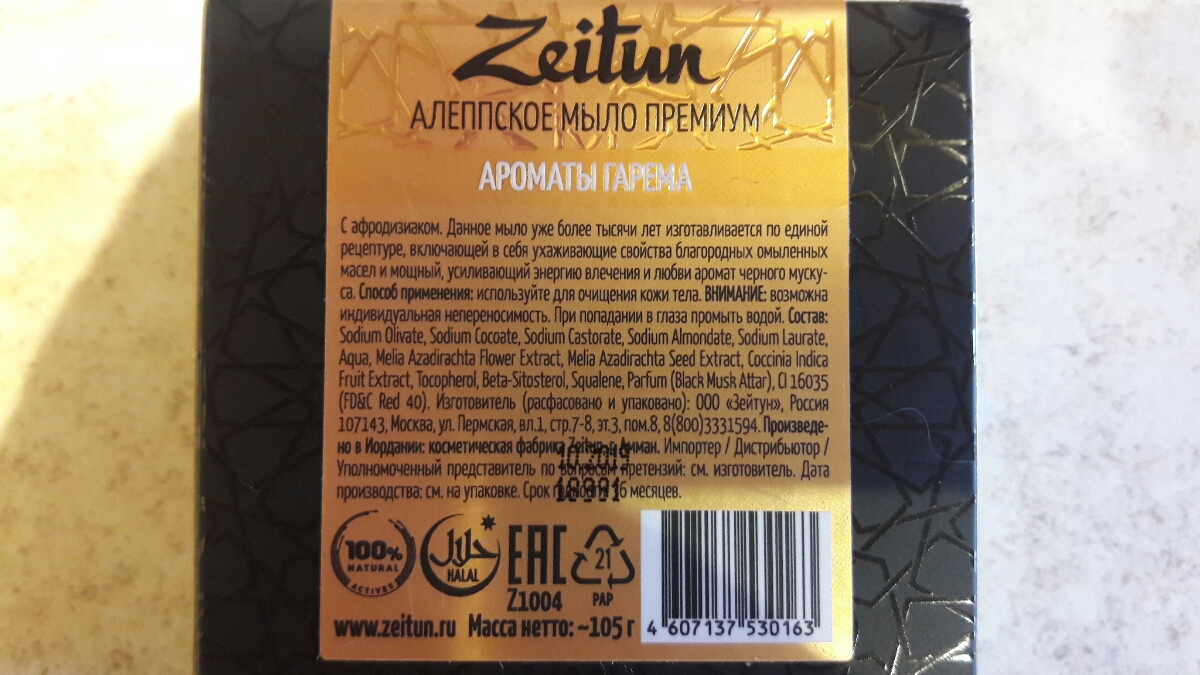 Zeitun
АЛЕППСКОЕ МЫЛО ПРЕМИУМ
АРОМАТЫ ГАРЕМА
С афродизиаком. Данное мыло уже более тысячи лет изготавливается по единой
рецептуре, включающей в себя ухаживающие свойства благородных омыленных
масел и мощный, усиливающий энергию влечения и любви аромат черного муску-
са. Способ применения: используйте для очищения кожи тела. ВНИМАНИЕ: возможна
индивидуальная непереносимость. При попадании в глаза промыть водой. Состав:
Sodium Olivate, Sodium Cocoate, Sodium Castorate, Sodium Almondate, Sodium Laurate,
Aqua, Melia Azadirachta Flower Extract, Melia Azadirachta Seed Extract, Coccinia Indica
Fruit Extract, Tocopherol, Beta-Sitosterol, Squalene, Parfum (Black Musk Attar), CI 16035
(FD&C Red 40). Изготовитель (расфасовано и упаковано): ООО «Зейтун», Россия
107143, Москва, ул. Пермская, вл.1, стр.7-8, эт.3, пом.8, 8(800)3331594. Произведе-
но в Иордании: косметическая фабрика Zeitun, г. Амман. Импортер / Дистрибьютор /
10.2019
Уполномоченный представитель по вопросам претензий: см. изготовитель. Дата
производства: см. на упаковке. Срок годности 36 месяцев.
100%
NATURAL
ACTIVES
حلال
HALAL
EAC
Z1004
21
PAP
www.zeitun.ru Масса нетто: ~105 г
4 607137 530163